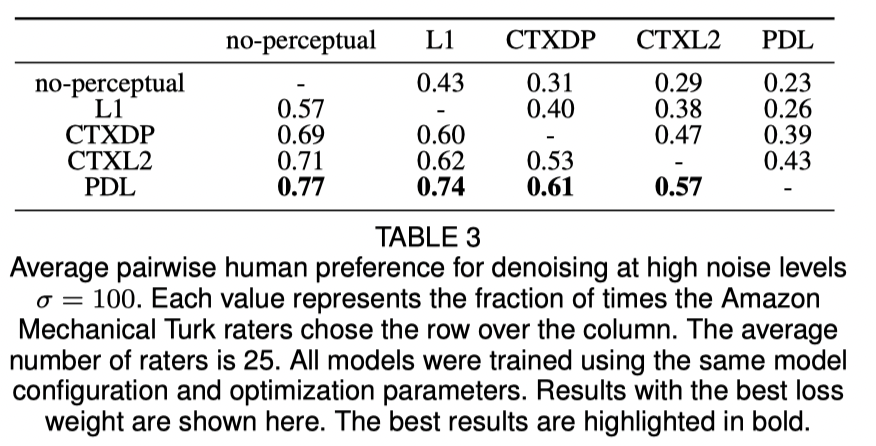 no-perceptual L1 CTXDP CTXL2 PDL
no-perceptual - 0.43 0.31 0.29 0.23
L1 0.57 - 0.40 0.38 0.26
CTXDP 0.69 0.60 - 0.47 0.39
CTXL2 0.71 0.62 0.53 - 0.43
PDL 0.77 0.74 0.61 0.57 -
TABLE 3
Average pairwise human preference for denoising at high noise levels
σ = 100. Each value represents the fraction of times the Amazon
Mechanical Turk raters chose the row over the column. The average
number of raters is 25. All models were trained using the same model
configuration and optimization parameters. Results with the best loss
weight are shown here. The best results are highlighted in bold.